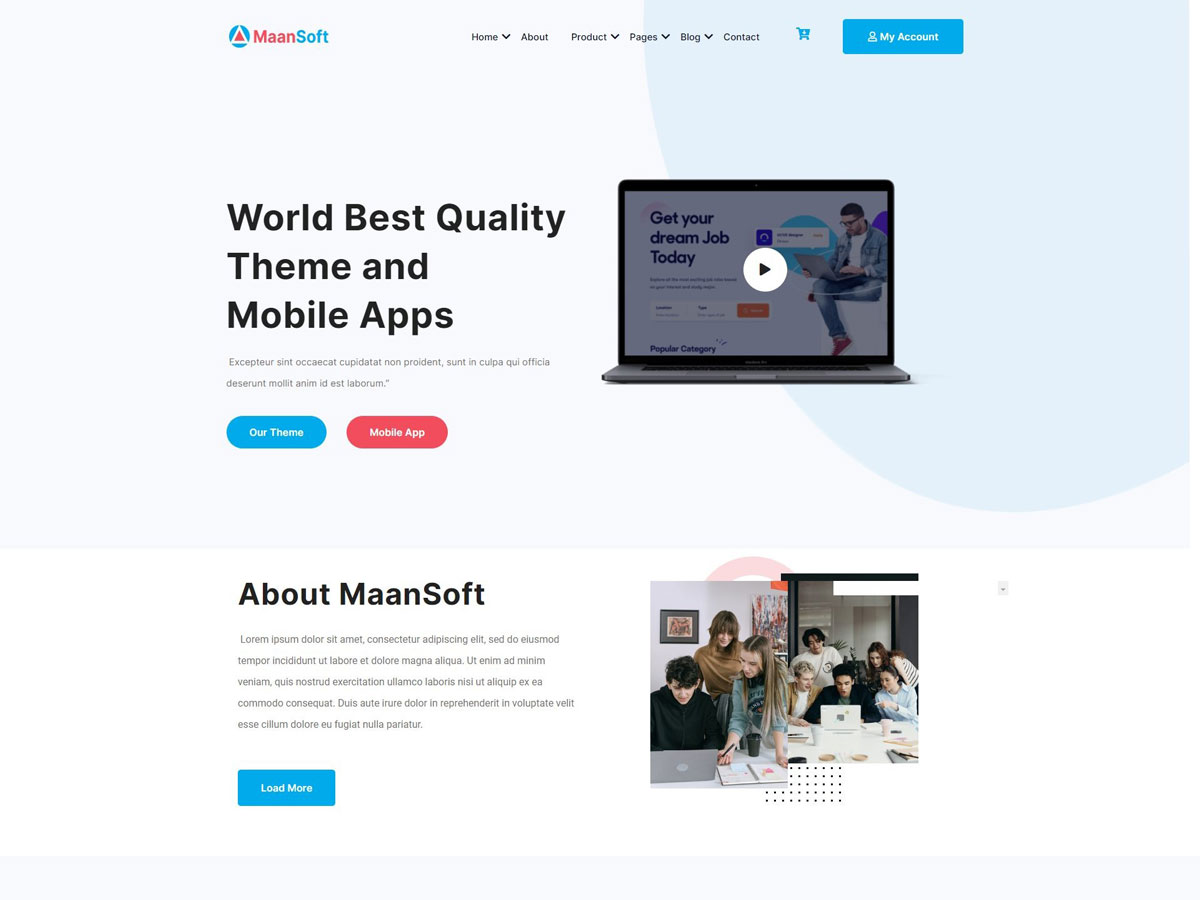 MaanSoft
Home About Product Pages Blog Contact
My Account
World Best Quality
Theme and
Mobile Apps
Excepteur sint occaecat cupidatat non proident, sunt in culpa qui officia
deserunt mollit anim id est laborum.”
Our Theme Mobile App
Get your
dream Job
Today
Popular Category
About MaanSoft
Lorem ipsum dolor sit amet, consectetur adipiscing elit, sed do eiusmod
tempor incididunt ut labore et dolore magna aliqua. Ut enim ad minim
veniam, quis nostrud exercitation ullamco laboris nisi ut aliquip ex ea
commodo consequat. Duis aute irure dolor in reprehenderit in voluptate velit
esse cillum dolore eu fugiat nulla pariatur.
Load More